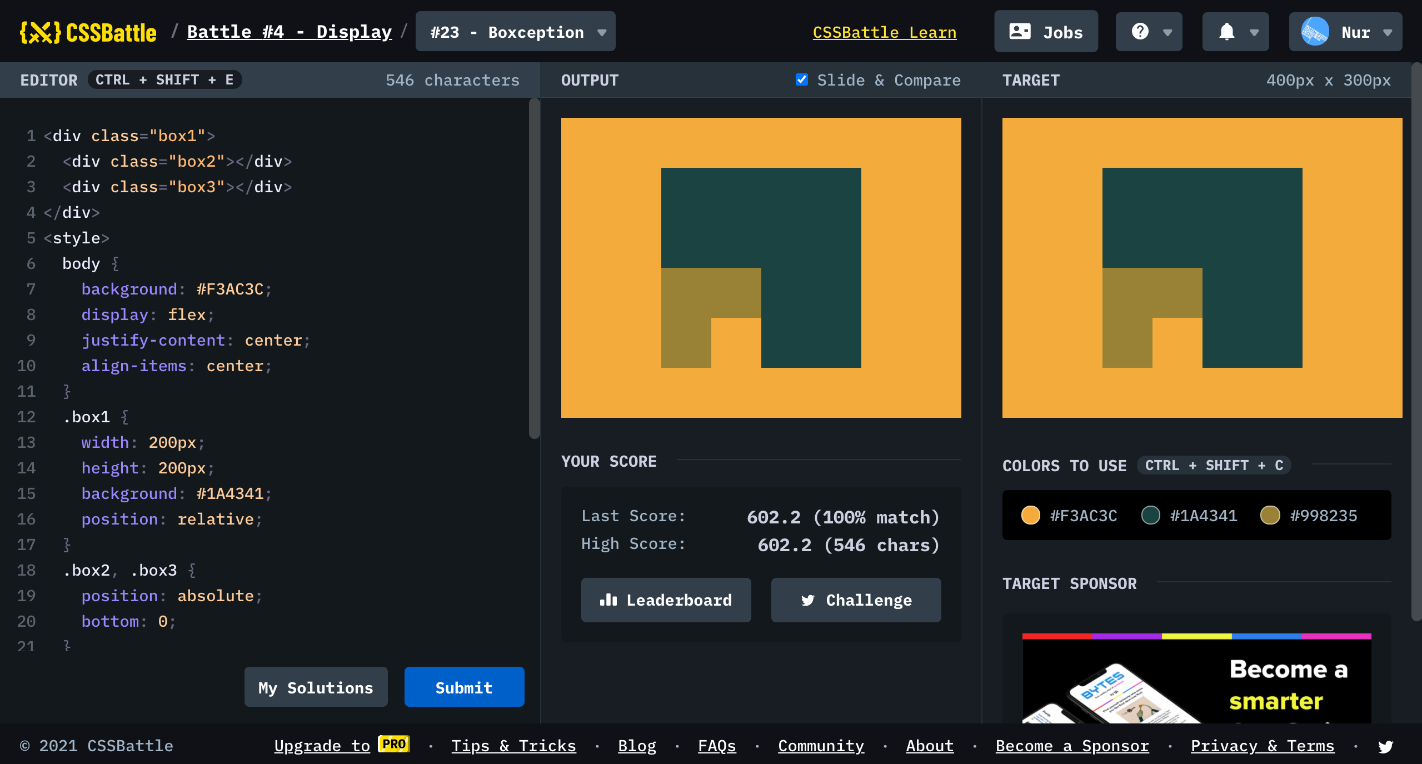 {X} CSSBattle / Battle #4 - Display / #23 - Boxception CSSBattle Learn Jobs Nur
EDITOR CTRL + SHIFT + E 546 characters
1 <div class="box1">
2 <div class="box2"></div>
3 <div class="box3"></div>
4 </div>
5 <style>
6 body {
7 background: #F3AC3C;
8 display: flex;
9 justify-content: center;
10 align-items: center;
11 }
12 .box1 {
13 width: 200px;
14 height: 200px;
15 background: #1A4341;
16 position: relative;
17 }
18 .box2, .box3 {
19 position: absolute;
20 bottom: 0;
21 }
My Solutions Submit
OUTPUT Slide & Compare
YOUR SCORE
Last Score: 602.2 (100% match)
High Score: 602.2 (546 chars)
Leaderboard Challenge
TARGET 400px x 300px
COLORS TO USE CTRL + SHIFT + C
#F3AC3C #1A4341 #998235
TARGET SPONSOR
BYTES
Become a
smarter
© 2021 CSSBattle Upgrade to PRO · Tips & Tricks · Blog · FAQs · Community · About · Become a Sponsor · Privacy & Terms ·